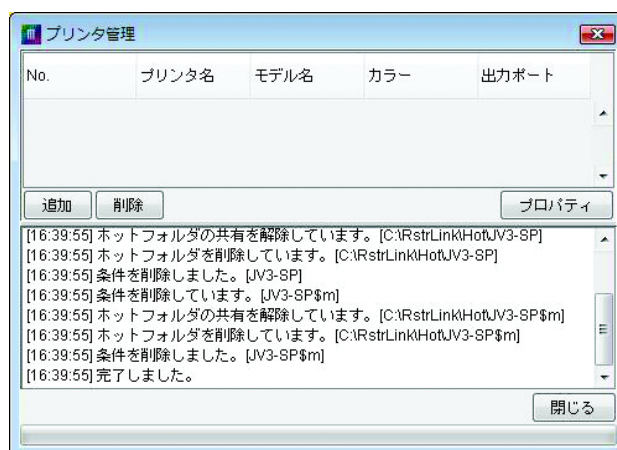 プリンタ管理
No. プリンタ名 モデル名 カラー 出力ポート
追加 削除 プロパティ
[16:39:55] ホットフォルダの共有を解除しています。[C:\RstrLink\Hot\JV3-SP]
[16:39:55] ホットフォルダを削除しています。[C:\RstrLink\Hot\JV3-SP]
[16:39:55] 条件を削除しました。[JV3-SP]
[16:39:55] 条件を削除しています。[JV3-SP$m]
[16:39:55] ホットフォルダの共有を解除しています。[C:\RstrLink\Hot\JV3-SP$m]
[16:39:55] ホットフォルダを削除しています。[C:\RstrLink\Hot\JV3-SP$m]
[16:39:55] 条件を削除しました。[JV3-SP$m]
[16:39:55] 完了しました。
閉じる